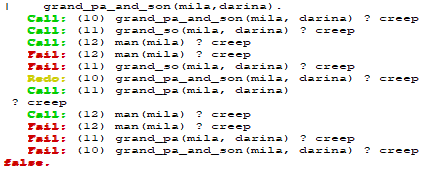 |    grand_pa_and_son(mila,darina).
Call: (10) grand_pa_and_son(mila, darina) ? creep
Call: (11) grand_so(mila, darina) ? creep
Call: (12) man(mila) ? creep
Fail: (12) man(mila) ? creep
Fail: (11) grand_so(mila, darina) ? creep
Redo: (10) grand_pa_and_son(mila, darina) ? creep
Call: (11) grand_pa(mila, darina)
? creep
Call: (12) man(mila) ? creep
Fail: (12) man(mila) ? creep
Fail: (11) grand_pa(mila, darina) ? creep
Fail: (10) grand_pa_and_son(mila, darina) ? creep
false.